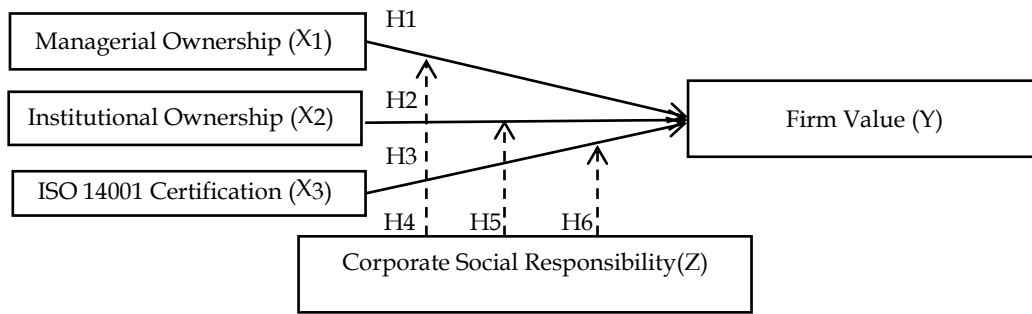 H1
Managerial Ownership (X1)
H2
Institutional Ownership (X2)
Firm Value (Y)
H3
ISO 14001 Certification (X3)
H4
H5
H6
Corporate Social Responsibility(Z)